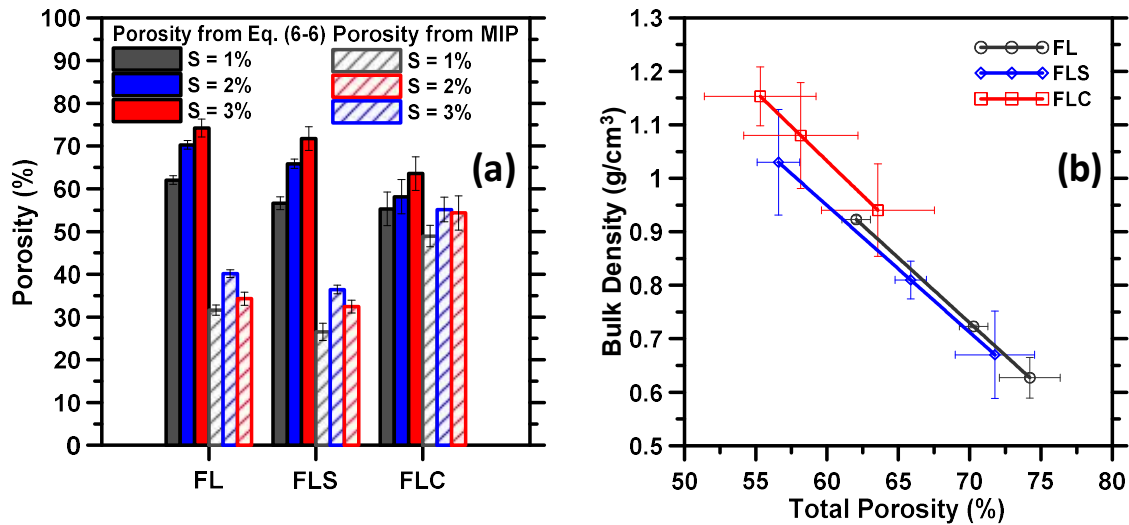 Porosity from Eq. (6-6) Porosity from MIP
S = 1% S = 1%
S = 2% S = 2%
S = 3% S = 3%
(a)
100
90
80
70
60
50
40
30
20
10
0
Porosity (%)
FL FLS FLC
FL
FLS
FLC
(b)
1.3
1.2
1.1
1
0.9
0.8
0.7
0.6
0.5
Bulk Density (g/cm³)
50 55 60 65 70 75 80
Total Porosity (%)